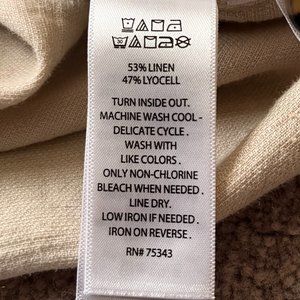 53% LINEN
47% LYOCELL
TURN INSIDE OUT.
MACHINE WASH COOL -
DELICATE CYCLE .
WASH WITH
LIKE COLORS .
ONLY NON-CHLORINE
BLEACH WHEN NEEDED .
LINE DRY.
LOW IRON IF NEEDED .
IRON ON REVERSE .
RN# 75343